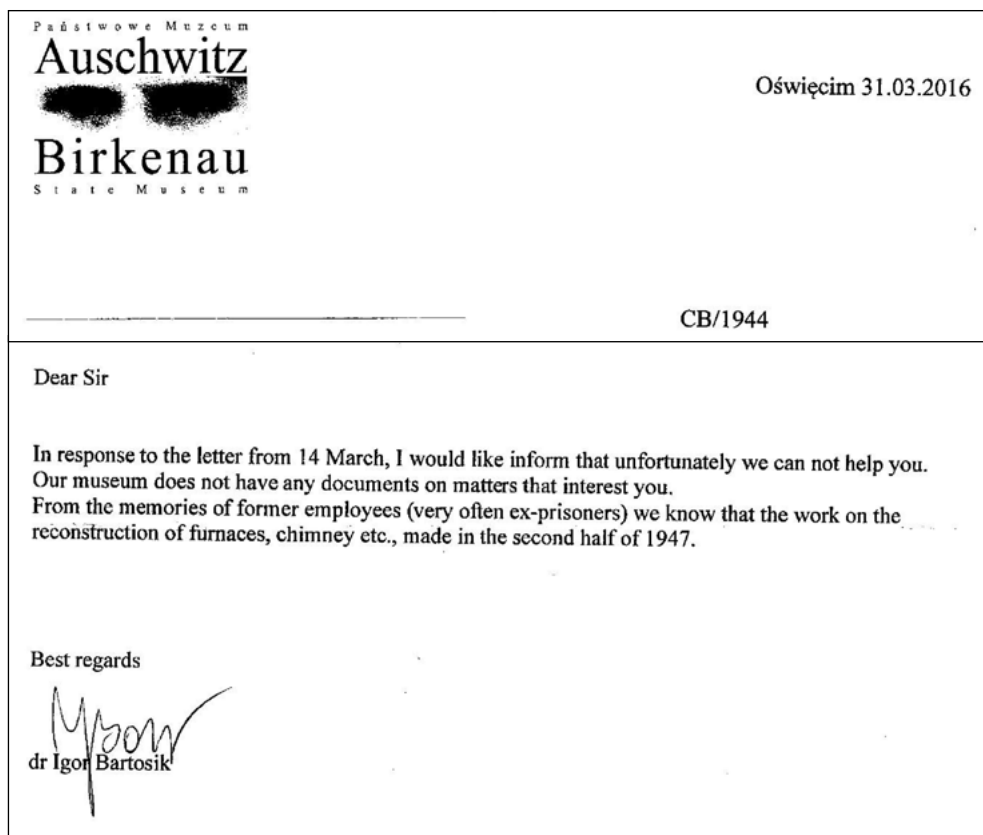 Państwowe Muzeum
Auschwitz
Birkenau
State Museum
Oświęcim 31.03.2016
CB/1944
Dear Sir
In response to the letter from 14 March, I would like inform that unfortunately we can not help you.
Our museum does not have any documents on matters that interest you.
From the memories of former employees (very often ex-prisoners) we know that the work on the
reconstruction of furnaces, chimney etc., made in the second half of 1947.
Best regards
dr Igor Bartosik